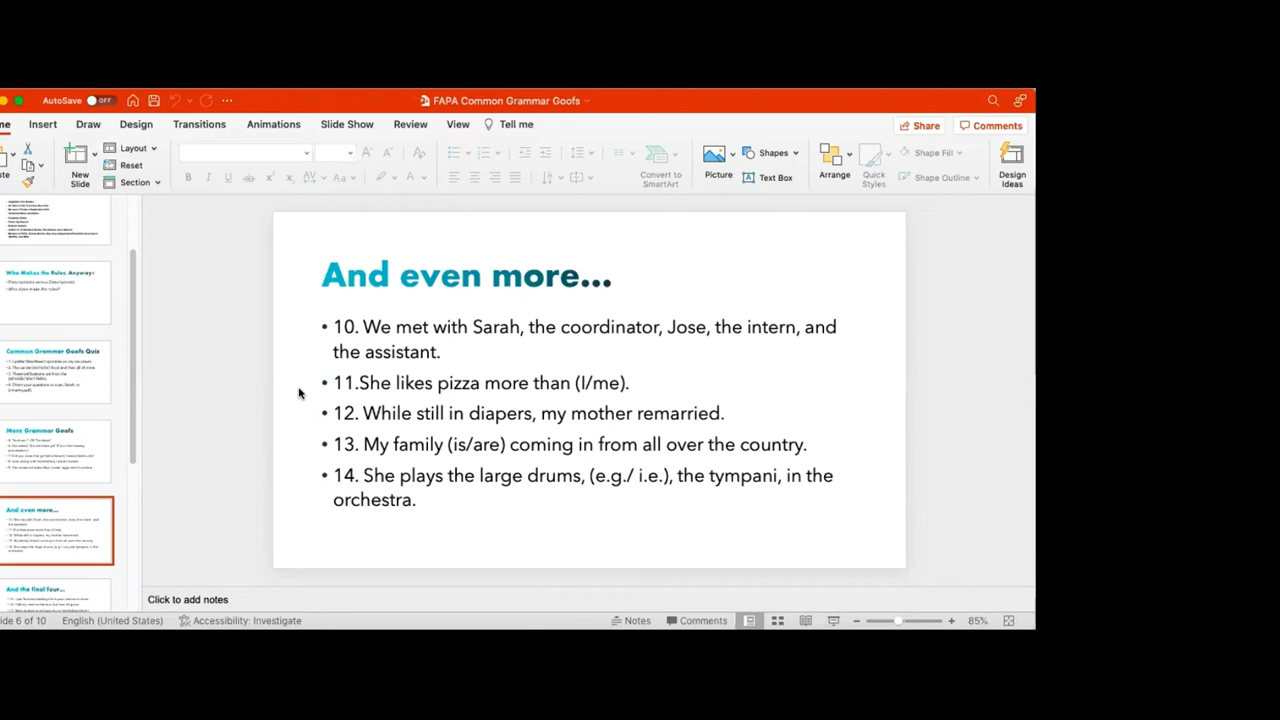 AutoSave OFF
FAPA Common Grammar Goofs
me Insert Draw Design Transitions Animations Slide Show Review View Tell me
Share Comments
New Slide
Layout
Reset
Section
Convert to SmartArt
Picture
Shapes
Text Box
Arrange
Quick Styles
Shape Fill
Shape Outline
Design Ideas
Who Makes the Rules, Anyway?
Common Grammar Goofs Quiz
More Grammar Goofs
And even more...
And the final four...
And even more...
• 10. We met with Sarah, the coordinator, Jose, the intern, and
the assistant.
• 11.She likes pizza more than (I/me).
• 12. While still in diapers, my mother remarried.
• 13. My family (is/are) coming in from all over the country.
• 14. She plays the large drums, (e.g./ i.e.), the tympani, in the
orchestra.
Click to add notes
lide 6 of 10 English (United States) Accessibility: Investigate Notes Comments 85%